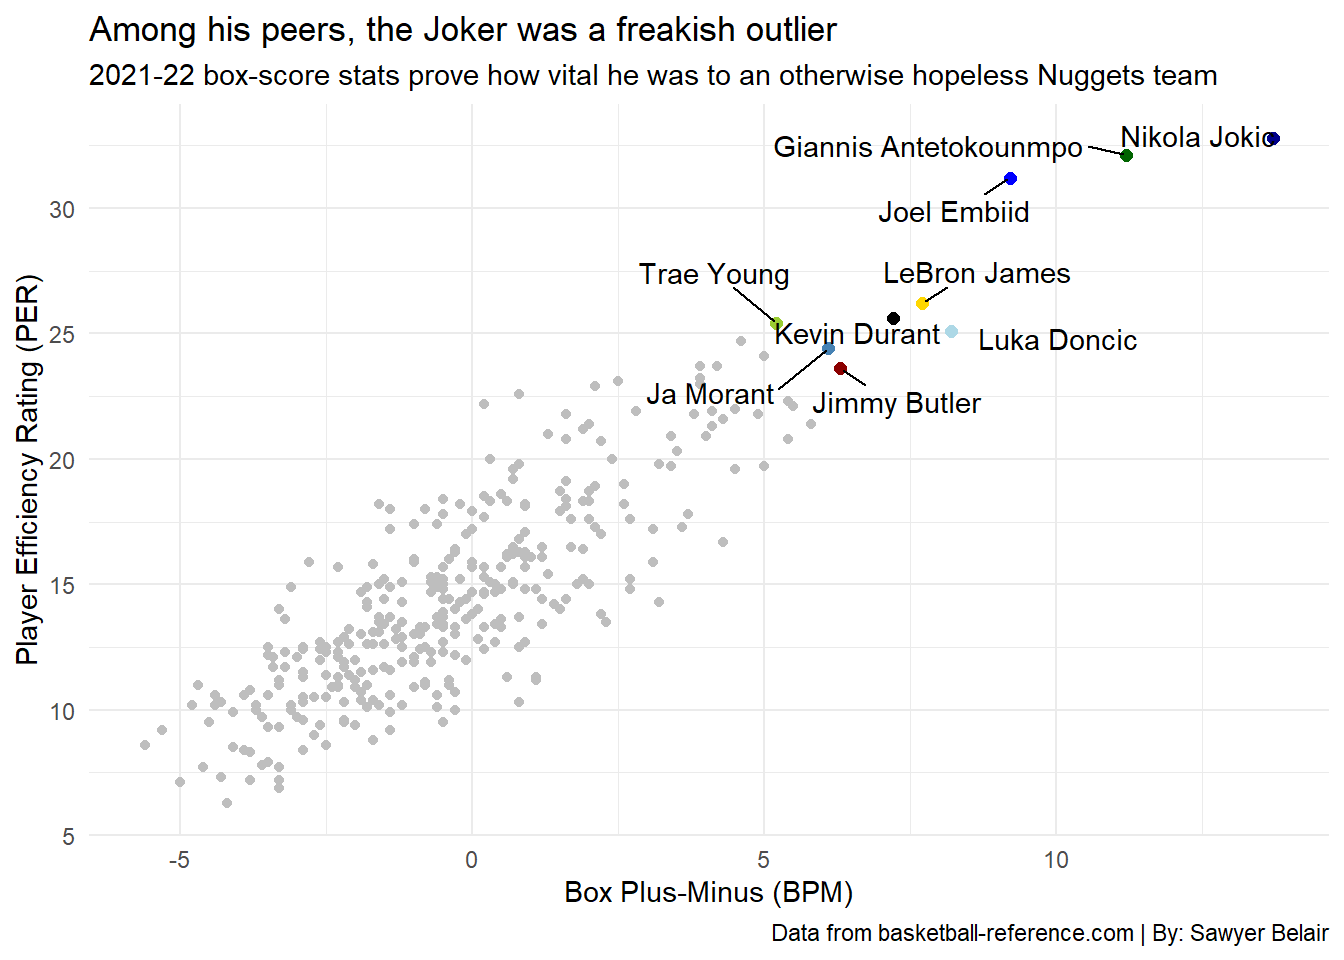 Among his peers, the Joker was a freakish outlier
2021-22 box-score stats prove how vital he was to an otherwise hopeless Nuggets team
Nikola Jokic
Giannis Antetokounmpo
Joel Embiid
Trae Young
LeBron James
Kevin Durant
Luka Doncic
Ja Morant
Jimmy Butler
Player Efficiency Rating (PER)
30
25
20
15
10
5
-5
0
5
10
Box Plus-Minus (BPM)
Data from basketball-reference.com | By: Sawyer Belair